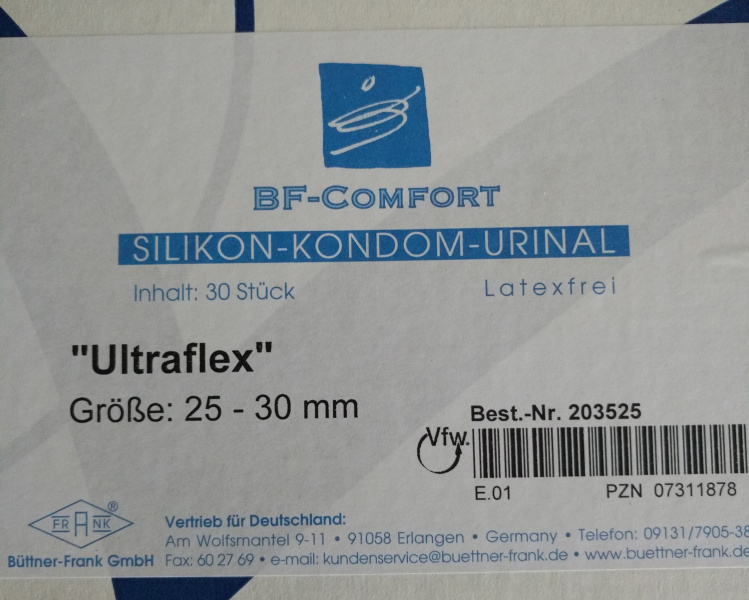 BF-COMFORT
SILIKON-KONDOM-URINAL
Inhalt: 30 Stück Latexfrei
"Ultraflex"
Größe: 25 - 30 mm
Best.-Nr. 203525
Vfw.
E.01 PZN 07311878
FRANK®
Büttner-Frank GmbH
Vertrieb für Deutschland:
Am Wolfsmantel 9-11 • 91058 Erlangen • Germany • Telefon: 09131/7905-38
Fax: 60 27 69 • e-mail: kundenservice@buettner-frank.de • www.buettner-frank.de